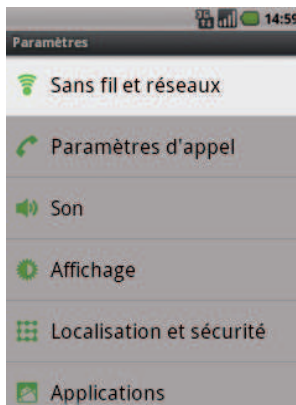 14:59
Paramètres
Sans fil et réseaux
Paramètres d'appel
Son
Affichage
Localisation et sécurité
Applications